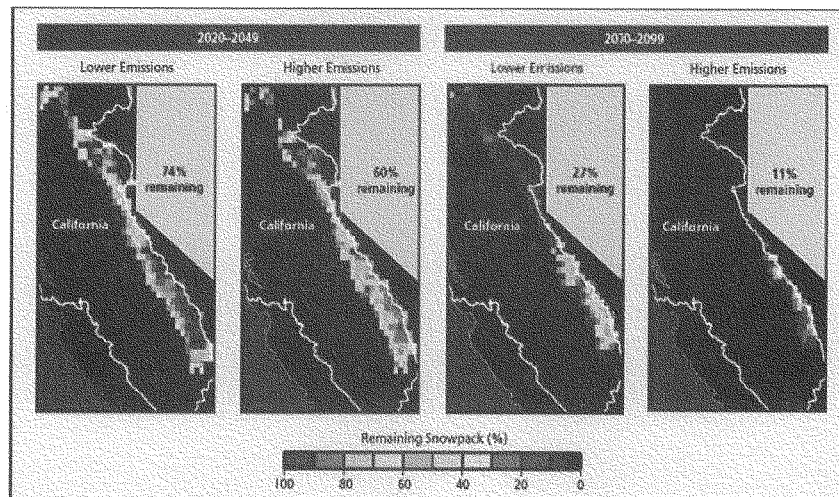 2020–2049
2070–2099
Lower Emissions
Higher Emissions
Lower Emissions
Higher Emissions
74%
remaining
60%
remaining
27%
remaining
11%
remaining
California
California
California
California
Remaining Snowpack (%)
100 80 60 40 20 0